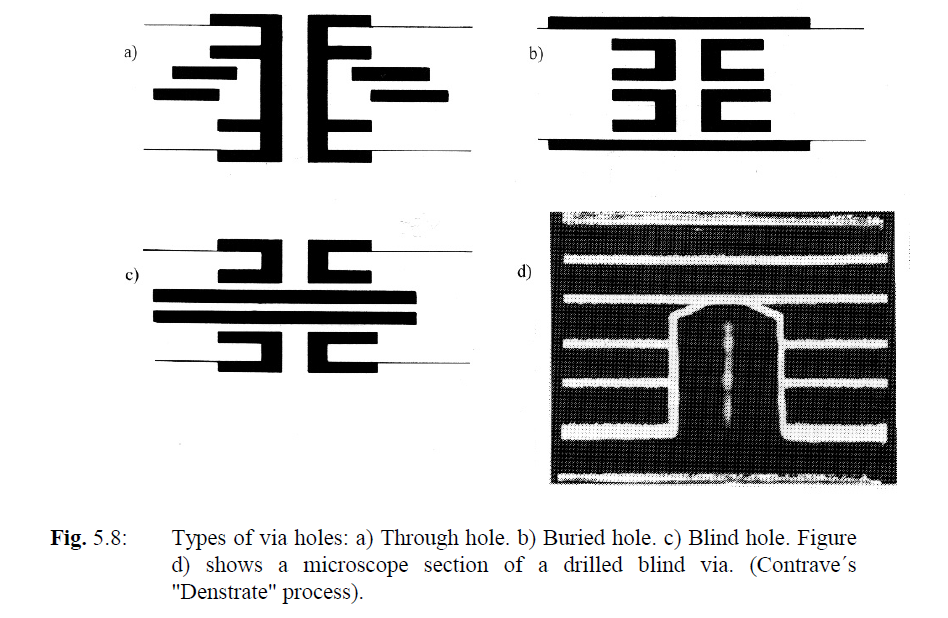 a)
b)
c)
d)
Fig. 5.8: Types of via holes: a) Through hole. b) Buried hole. c) Blind hole. Figure
d) shows a microscope section of a drilled blind via. (Contrave´s
"Denstrate" process).